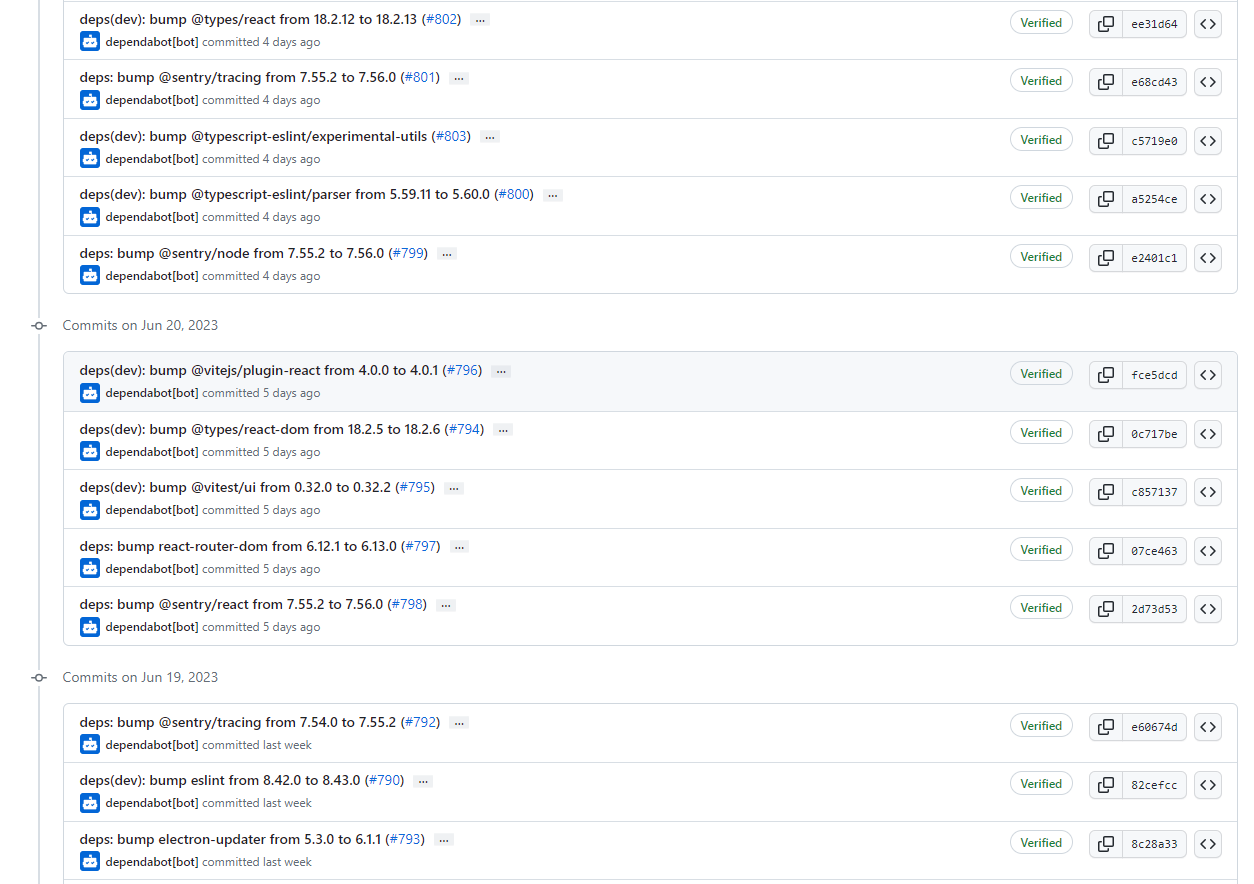 deps(dev): bump @types/react from 18.2.12 to 18.2.13 (#802) ...
Verified
ee31d64
dependabot[bot] committed 4 days ago
deps: bump @sentry/tracing from 7.55.2 to 7.56.0 (#801) ...
Verified
e68cd43
dependabot[bot] committed 4 days ago
deps(dev): bump @typescript-eslint/experimental-utils (#803) ...
Verified
c5719e0
dependabot[bot] committed 4 days ago
deps(dev): bump @typescript-eslint/parser from 5.59.11 to 5.60.0 (#800) ...
Verified
a5254ce
dependabot[bot] committed 4 days ago
deps: bump @sentry/node from 7.55.2 to 7.56.0 (#799) ...
Verified
e2401c1
dependabot[bot] committed 4 days ago
Commits on Jun 20, 2023
deps(dev): bump @vitejs/plugin-react from 4.0.0 to 4.0.1 (#796) ...
Verified
fce5dcd
dependabot[bot] committed 5 days ago
deps(dev): bump @types/react-dom from 18.2.5 to 18.2.6 (#794) ...
Verified
0c717be
dependabot[bot] committed 5 days ago
deps(dev): bump @vitest/ui from 0.32.0 to 0.32.2 (#795) ...
Verified
c857137
dependabot[bot] committed 5 days ago
deps: bump react-router-dom from 6.12.1 to 6.13.0 (#797) ...
Verified
07ce463
dependabot[bot] committed 5 days ago
deps: bump @sentry/react from 7.55.2 to 7.56.0 (#798) ...
Verified
2d73d53
dependabot[bot] committed 5 days ago
Commits on Jun 19, 2023
deps: bump @sentry/tracing from 7.54.0 to 7.55.2 (#792) ...
Verified
e60674d
dependabot[bot] committed last week
deps(dev): bump eslint from 8.42.0 to 8.43.0 (#790) ...
Verified
82cefcc
dependabot[bot] committed last week
deps: bump electron-updater from 5.3.0 to 6.1.1 (#793) ...
Verified
8c28a33
dependabot[bot] committed last week